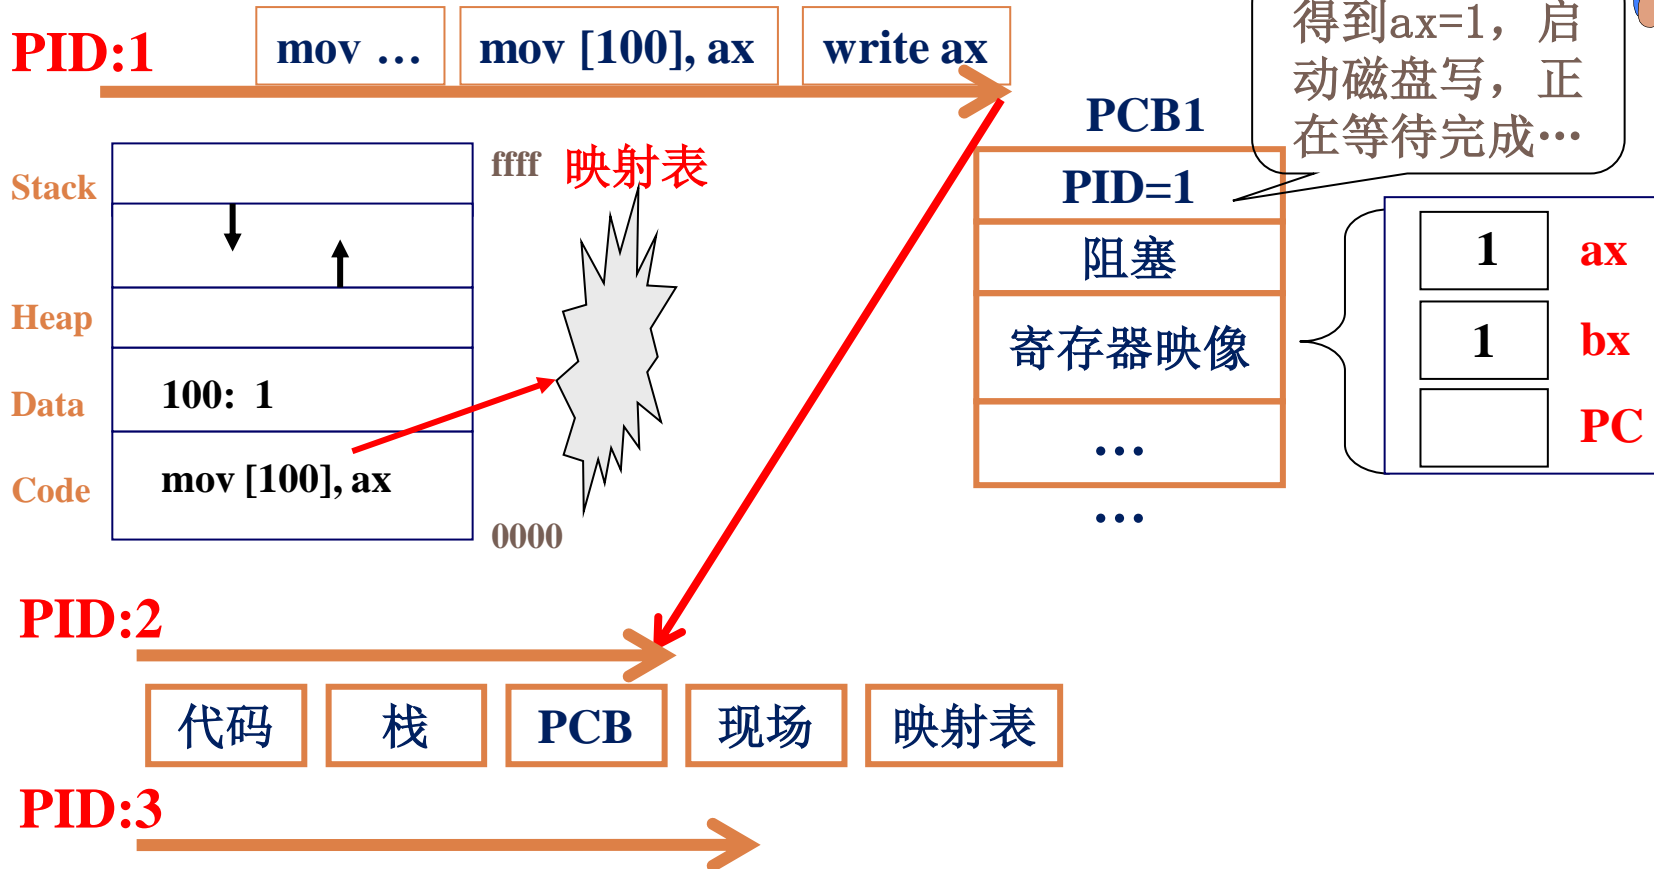 PID:1
mov …
mov [100], ax
write ax
得到ax=1，启
动磁盘写，正
在等待完成…
PCB1
PID=1
阻塞
寄存器映像
…
…
1 ax
1 bx
PC
Stack
Heap
Data
Code
ffff
映射表
100: 1
mov [100], ax
0000
PID:2
代码
栈
PCB
现场
映射表
PID:3